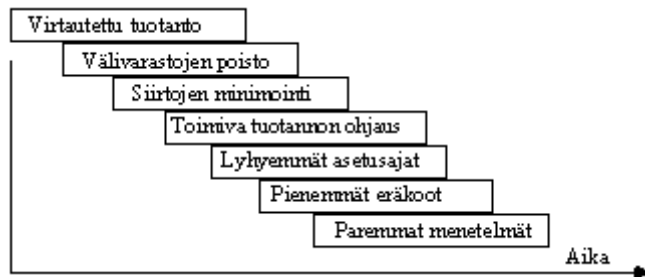 Virtautettu tuotanto
Välivarastojen poisto
Siirtojen minimointi
Toimiva tuotannon ohjaus
Lyhyemmät asetusajat
Pienemmät eräkoot
Paremmat menetelmät
Aika